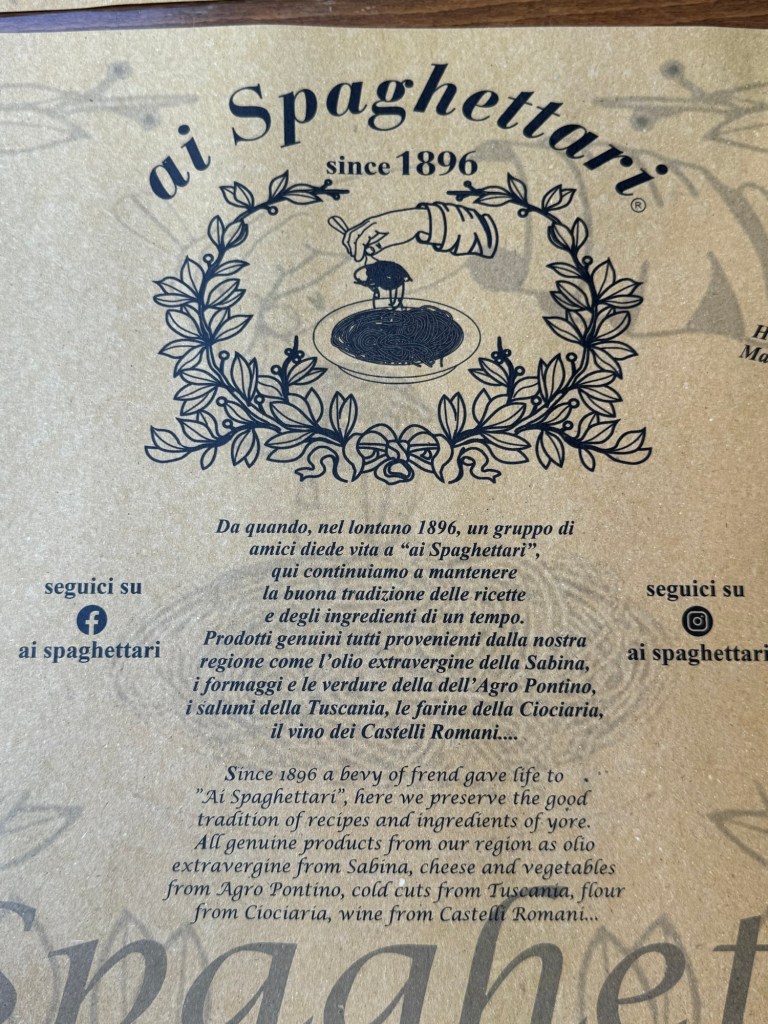 ai Spaghettari
®
since 1896
H
Ma
Da quando, nel lontano 1896, un gruppo di
amici diede vita a “ai Spaghettari”,
qui continuiamo a mantenere
la buona tradizione delle ricette
e degli ingredienti di un tempo.
Prodotti genuini tutti provenienti dalla nostra
regione come l’olio extravergine della Sabina,
i formaggi e le verdure della dell’Agro Pontino,
i salumi della Tuscania, le farine della Ciociaria,
il vino dei Castelli Romani....
seguici su
ai spaghettari
seguici su
ai spaghettari
Since 1896 a bevy of frend gave life to
"Ai Spaghettari", here we preserve the good
tradition of recipes and ingredients of yore.
All genuine products from our region as olio
extravergine from Sabina, cheese and vegetables
from Agro Pontino, cold cuts from Tuscania, flour
from Ciociaria, wine from Castelli Romani...
Spaghet